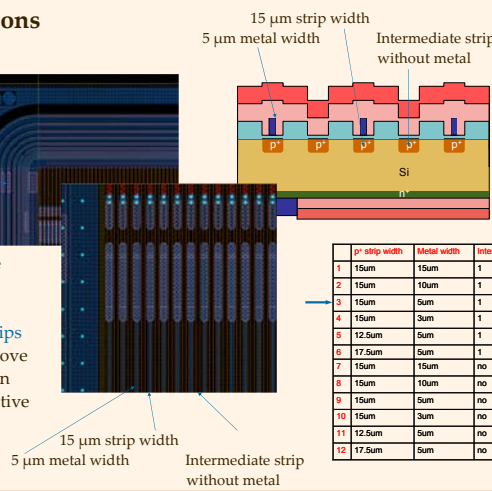 ons
15 µm strip width
5 µm metal width
Intermediate strip
without metal
p⁺ p⁺ p⁺ p⁺ p⁺
Si
n⁺
ips
ove
n
tive
15 µm strip width
5 µm metal width
Intermediate strip
without metal
p⁺ strip width Metal width Inte
1 15um 15um 1
2 15um 10um 1
3 15um 5um 1
4 15um 3um 1
5 12.5um 5um 1
6 17.5um 5um 1
7 15um 15um no
8 15um 10um no
9 15um 5um no
10 15um 3um no
11 12.5um 5um no
12 17.5um 5um no